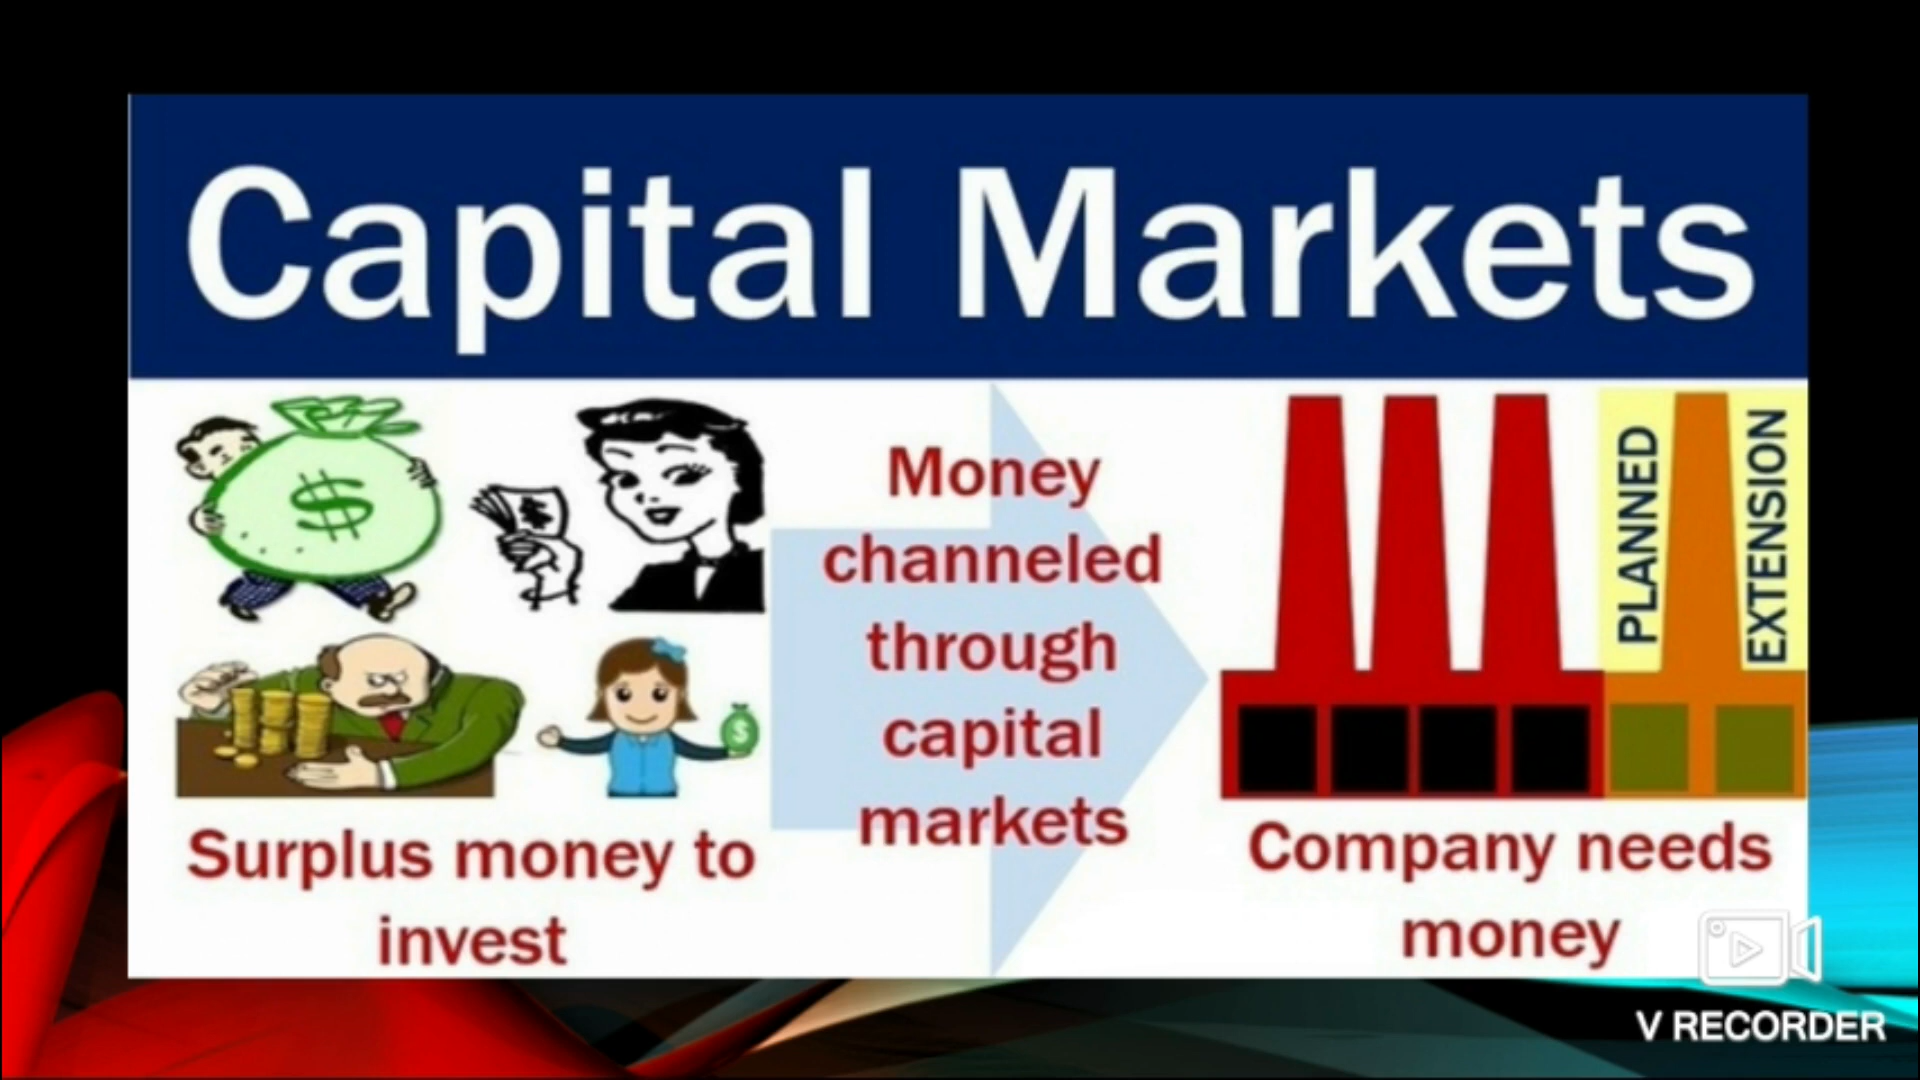 Capital Markets
$
$
$
Money
channeled
through
capital
markets
PLANNED
EXTENSION
Surplus money to
invest
Company needs
money
V RECORDER